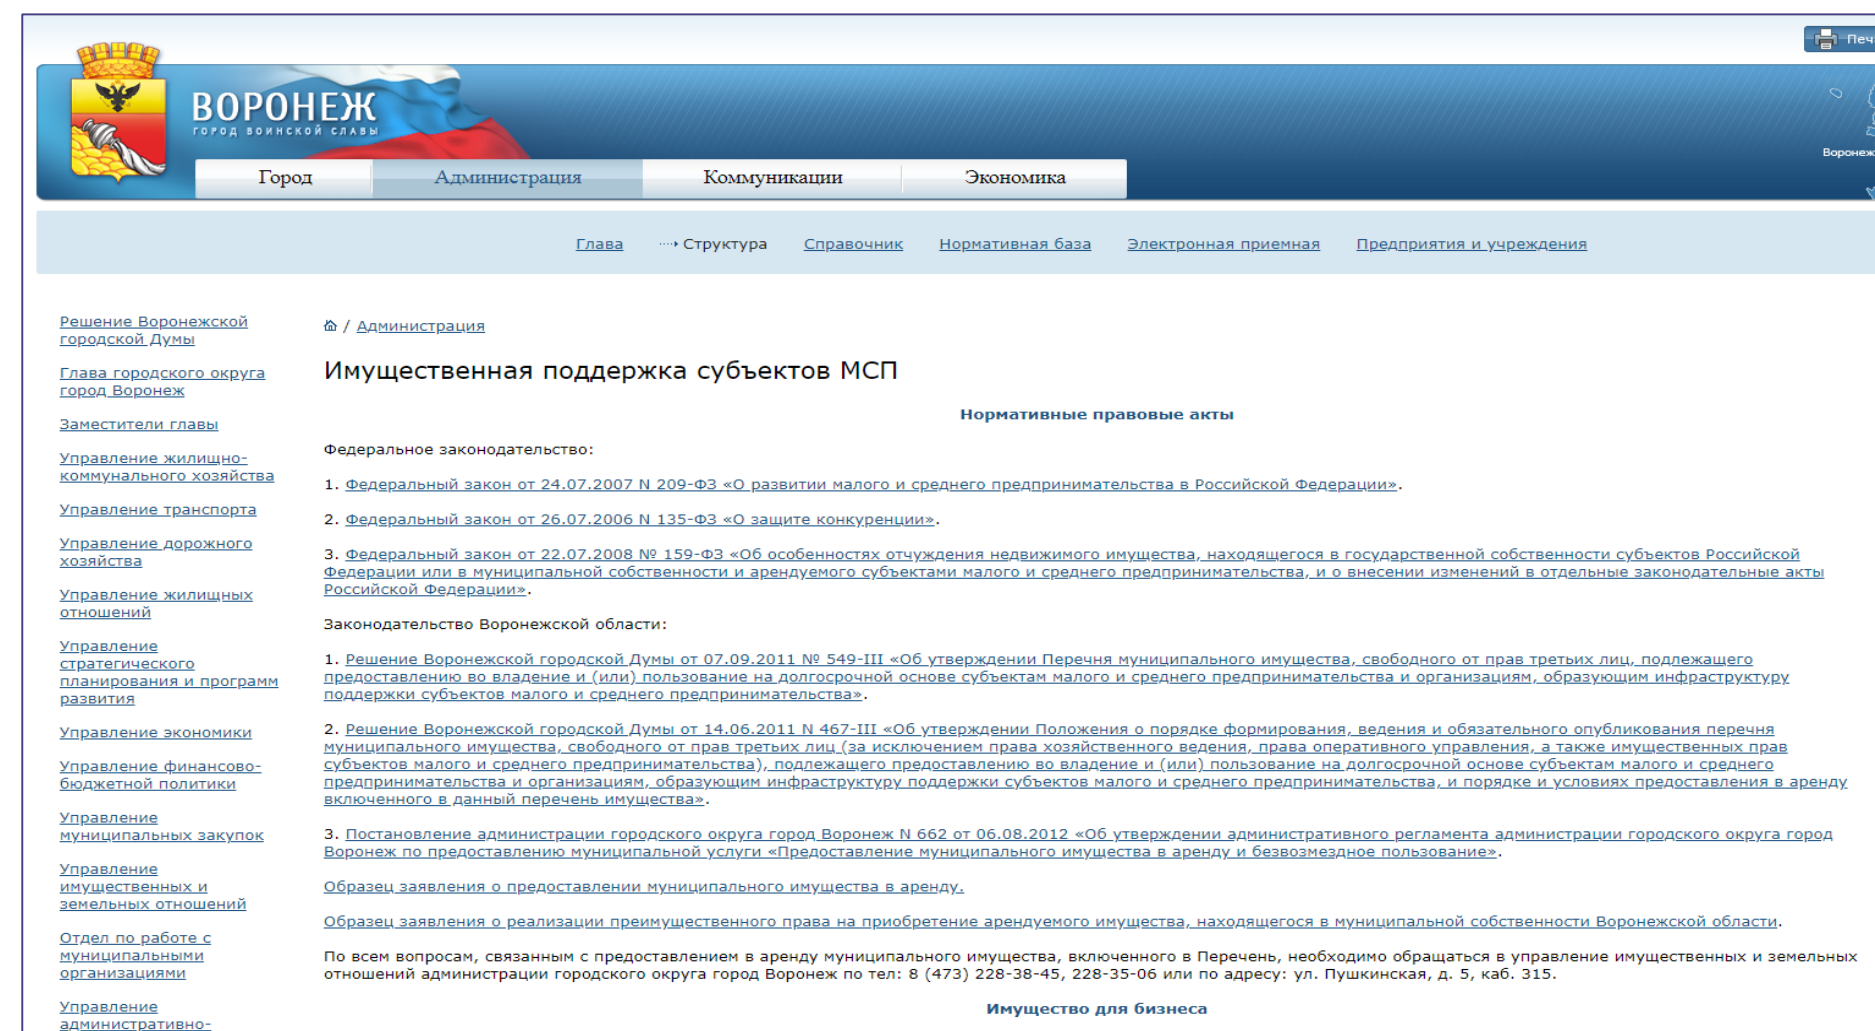 Печ
ВОРОНЕЖ
ГОРОД ВОИНСКОЙ СЛАВЫ
Воронеж
Город
Администрация
Коммуникации
Экономика
Глава
Структура
Справочник
Нормативная база
Электронная приемная
Предприятия и учреждения
Решение Воронежской
городской Думы
Глава городского округа
город Воронеж
Заместители главы
Управление жилищно-
коммунального хозяйства
Управление транспорта
Управление дорожного
хозяйства
Управление жилищных
отношений
Управление
стратегического
планирования и программ
развития
Управление экономики
Управление финансово-
бюджетной политики
Управление
муниципальных закупок
Управление
имущественных и
земельных отношений
Отдел по работе с
муниципальными
организациями
Управление
административно-
/ Администрация
Имущественная поддержка субъектов МСП
Нормативные правовые акты
Федеральное законодательство:
1. Федеральный закон от 24.07.2007 N 209-ФЗ «О развитии малого и среднего предпринимательства в Российской Федерации».
2. Федеральный закон от 26.07.2006 N 135-ФЗ «О защите конкуренции».
3. Федеральный закон от 22.07.2008 № 159-ФЗ «Об особенностях отчуждения недвижимого имущества, находящегося в государственной собственности субъектов Российской
Федерации или в муниципальной собственности и арендуемого субъектами малого и среднего предпринимательства, и о внесении изменений в отдельные законодательные акты
Российской Федерации».
Законодательство Воронежской области:
1. Решение Воронежской городской Думы от 07.09.2011 № 549-III «Об утверждении Перечня муниципального имущества, свободного от прав третьих лиц, подлежащего
предоставлению во владение и (или) пользование на долгосрочной основе субъектам малого и среднего предпринимательства и организациям, образующим инфраструктуру
поддержки субъектов малого и среднего предпринимательства».
2. Решение Воронежской городской Думы от 14.06.2011 N 467-III «Об утверждении Положения о порядке формирования, ведения и обязательного опубликования перечня
муниципального имущества, свободного от прав третьих лиц (за исключением права хозяйственного ведения, права оперативного управления, а также имущественных прав
субъектов малого и среднего предпринимательства), подлежащего предоставлению во владение и (или) пользование на долгосрочной основе субъектам малого и среднего
предпринимательства и организациям, образующим инфраструктуру поддержки субъектов малого и среднего предпринимательства, и порядке и условиях предоставления в аренду
включенного в данный перечень имущества».
3. Постановление администрации городского округа город Воронеж N 662 от 06.08.2012 «Об утверждении административного регламента администрации городского округа город
Воронеж по предоставлению муниципальной услуги «Предоставление муниципального имущества в аренду и безвозмездное пользование».
Образец заявления о предоставлении муниципального имущества в аренду.
Образец заявления о реализации преимущественного права на приобретение арендуемого имущества, находящегося в муниципальной собственности Воронежской области.
По всем вопросам, связанным с предоставлением в аренду муниципального имущества, включенного в Перечень, необходимо обращаться в управление имущественных и земельных
отношений администрации городского округа город Воронеж по тел: 8 (473) 228-38-45, 228-35-06 или по адресу: ул. Пушкинская, д. 5, каб. 315.
Имущество для бизнеса